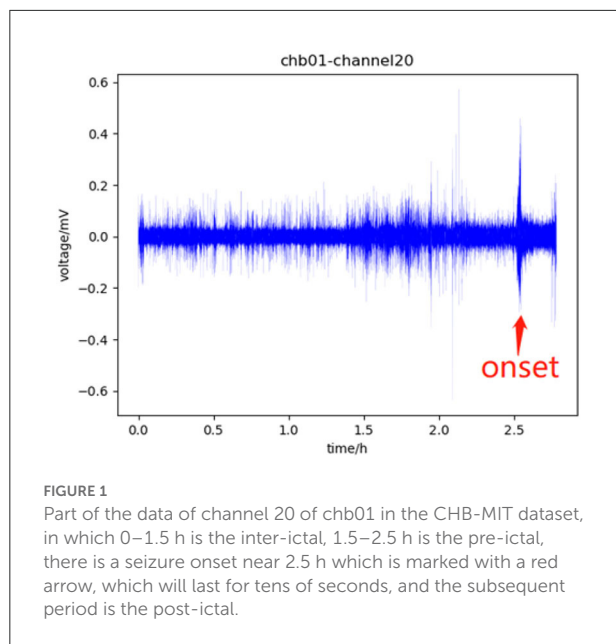 chb01-channel20
0.6
0.4
0.2
0.0
−0.2
−0.4
−0.6
voltage/mV
onset
0.0 0.5 1.0 1.5 2.0 2.5
time/h
FIGURE 1
Part of the data of channel 20 of chb01 in the CHB-MIT dataset,
in which 0–1.5 h is the inter-ictal, 1.5–2.5 h is the pre-ictal,
there is a seizure onset near 2.5 h which is marked with a red
arrow, which will last for tens of seconds, and the subsequent
period is the post-ictal.